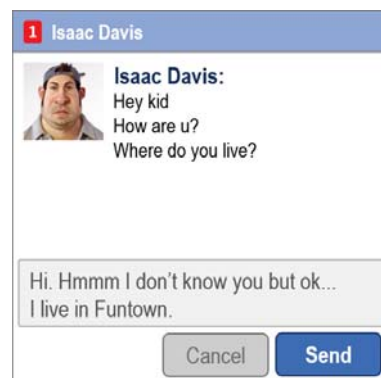 1 Isaac Davis
Isaac Davis:
Hey kid
How are u?
Where do you live?
Hi. Hmmm I don't know you but ok...
I live in Funtown.
Cancel Send